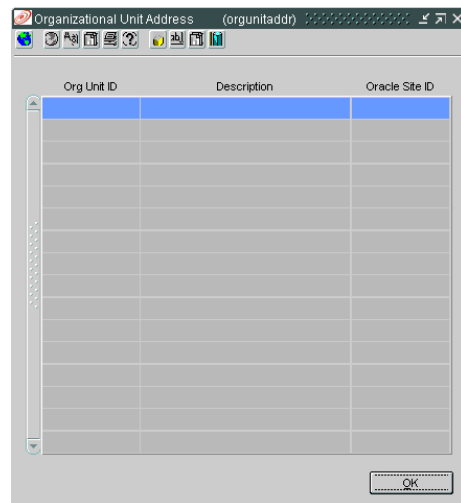 Organizational Unit Address (orgunitaddr)
Org Unit ID Description Oracle Site ID
OK